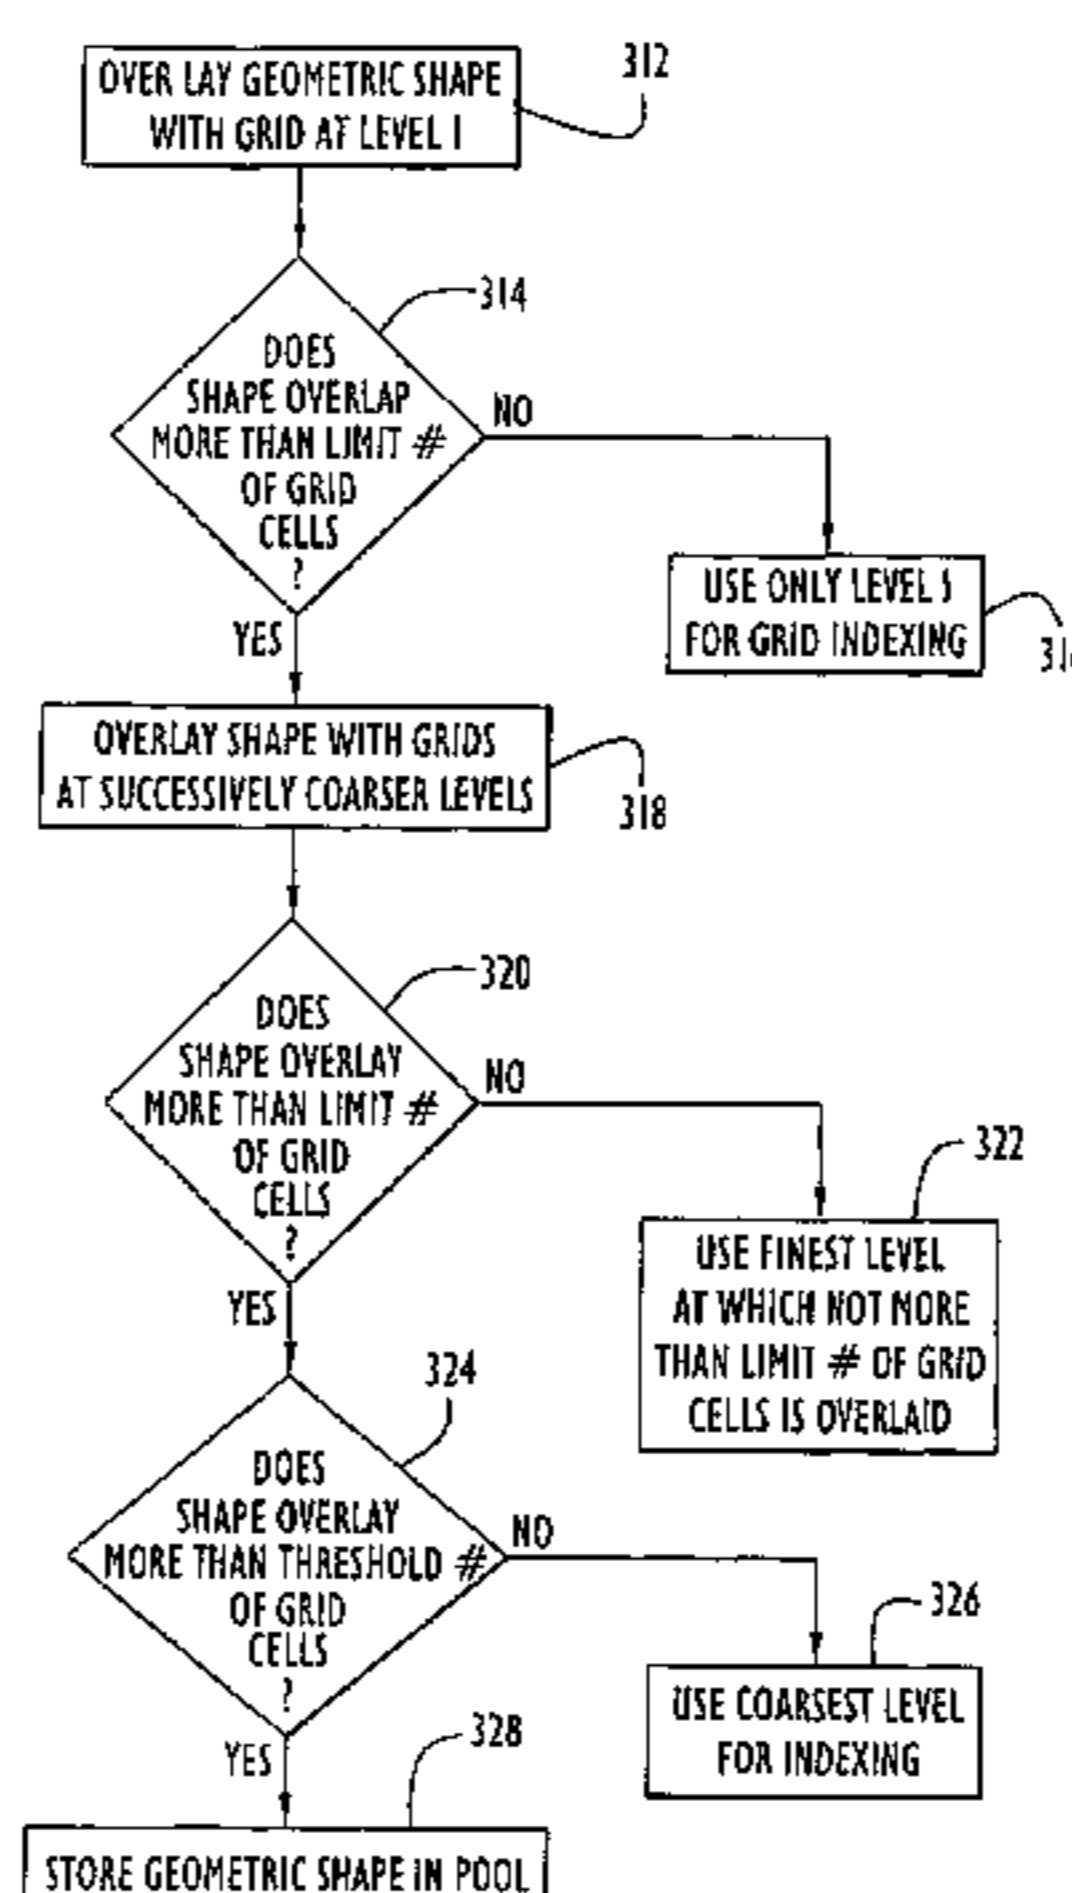 OVER LAY GEOMETRIC SHAPE
WITH GRID AT LEVEL 1
312
314
DOES
SHAPE OVERLAP
MORE THAN LIMIT #
OF GRID
CELLS
?
NO
YES
USE ONLY LEVEL 1
FOR GRID INDEXING
OVERLAY SHAPE WITH GRIDS
AT SUCCESSIVELY COARSER LEVELS
318
320
DOES
SHAPE OVERLAY
MORE THAN LIMIT #
OF GRID
CELLS
?
NO
YES
322
USE FINEST LEVEL
AT WHICH NOT MORE
THAN LIMIT # OF GRID
CELLS IS OVERLAID
324
DOES
SHAPE OVERLAY
MORE THAN THRESHOLD #
OF GRID
CELLS
?
NO
YES
326
USE COARSEST LEVEL
FOR INDEXING
328
STORE GEOMETRIC SHAPE IN POOL